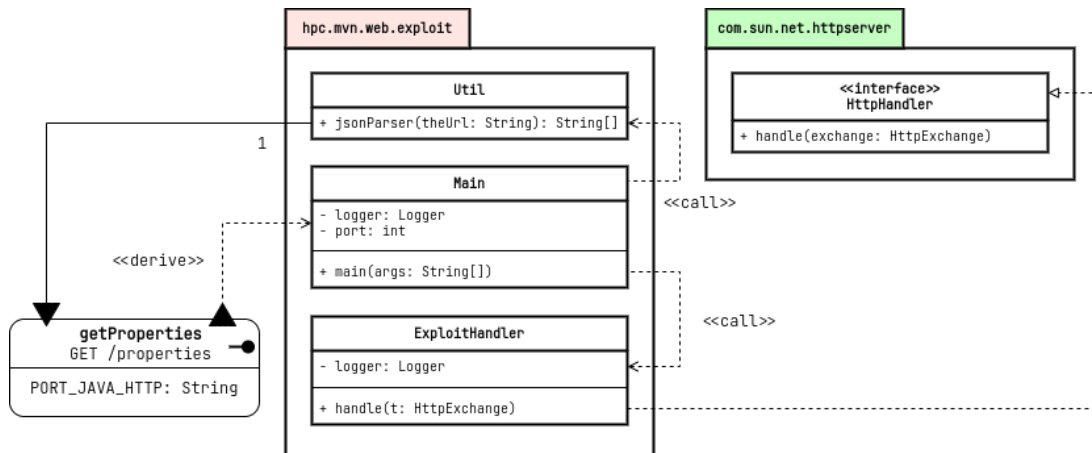 hpc.mvn.web.exploit
com.sun.net.httpserver
Util
+ jsonParser(theUrl: String): String[]
<<interface>>
HttpHandler
+ handle(exchange: HttpExchange)
1
Main
- logger: Logger
- port: int
+ main(args: String[])
<<call>>
<<derive>>
getProperties
GET /properties
PORT_JAVA_HTTP: String
<<call>>
ExploitHandler
- logger: Logger
+ handle(t: HttpExchange)